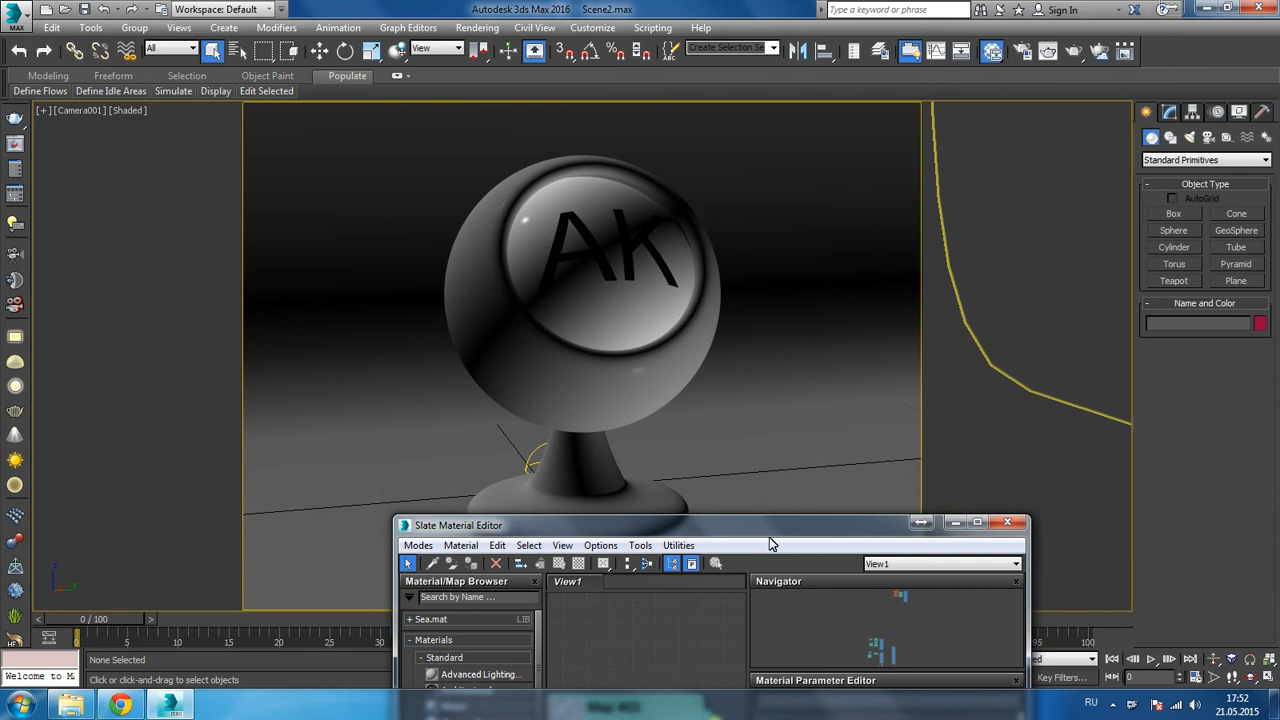 Workspace: Default
Autodesk 3ds Max 2016    Scene2.max
Type a keyword or phrase
Sign In
MAX
Edit Tools Group Views Create Modifiers Animation Graph Editors Rendering Civil View Customize Scripting Help
All
View
Create Selection Se
Modeling Freeform Selection Object Paint Populate
Define Flows Define Idle Areas Simulate Display Edit Selected
[+] [Camera001] [Shaded]
AK
Standard Primitives
Object Type
AutoGrid
Box Cone
Sphere GeoSphere
Cylinder Tube
Torus Pyramid
Teapot Plane
Name and Color
Slate Material Editor
Modes Material Edit Select View Options Tools Utilities
View1
Material/Map Browser
View1
Navigator
Search by Name ...
+ Sea.mat LIB
- Materials
- Standard
Advanced Lighting...
Material Parameter Editor
0 / 100
0 5 10 15 20 25 30 95 100
None Selected
Welcome to M
Click or click-and-drag to select objects
Key Filters...
0
RU
17:52
21.05.2015